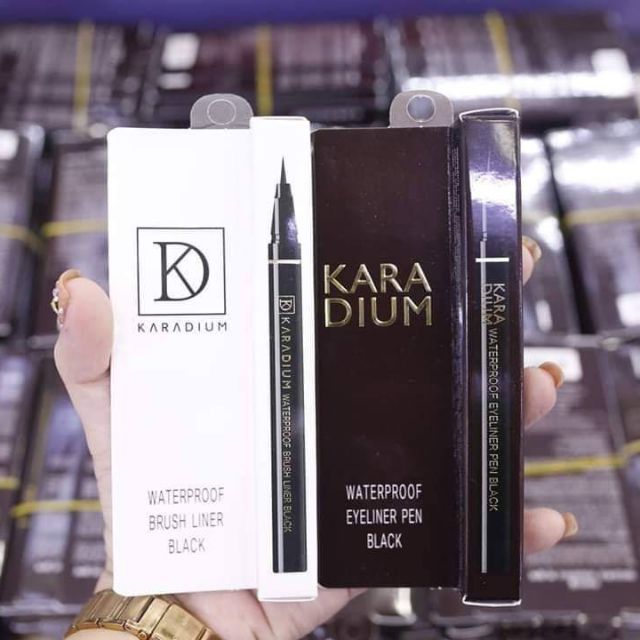 KD
KARADIUM
WATERPROOF
BRUSH LINER
BLACK
KD KARADIUM WATERPROOF BRUSH LINER BLACK
KARA
DIUM
WATERPROOF
EYELINER PEN
BLACK
KARA
DIUM WATERPROOF EYELINER PEN BLACK